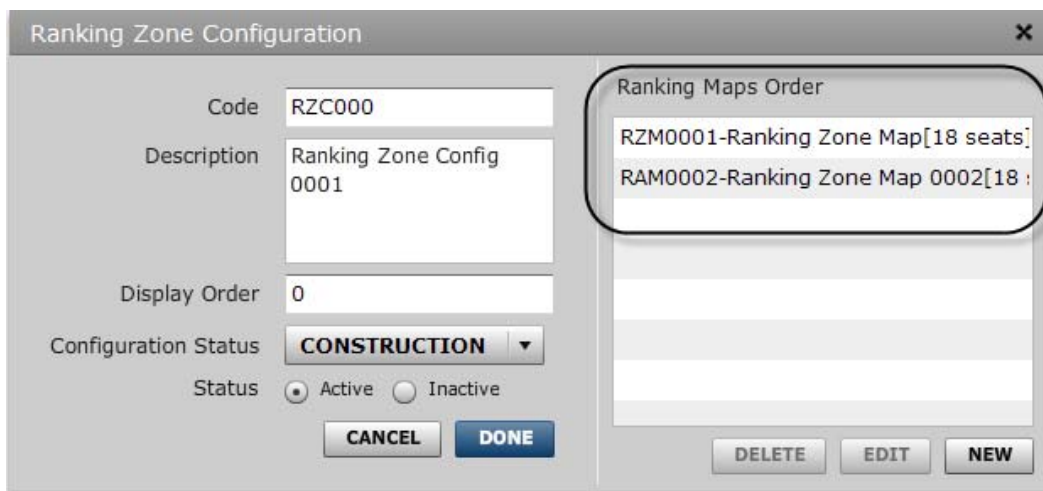 Ranking Zone Configuration
Code
RZC000
Description
Ranking Zone Config
0001
Display Order
0
Configuration Status
CONSTRUCTION
Status
Active
Inactive
CANCEL
DONE
Ranking Maps Order
RZM0001-Ranking Zone Map[18 seats]
RAM0002-Ranking Zone Map 0002[18
DELETE
EDIT
NEW